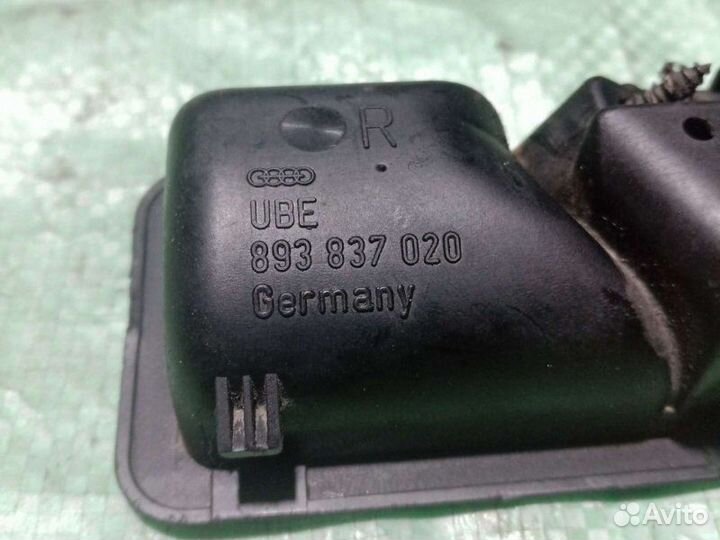 R
UBE
893 837 020
Germany
Avito